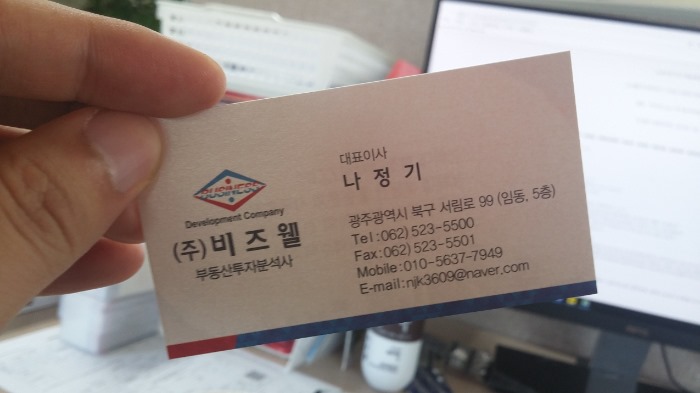 BUSINESS
Development Company
(주)비즈웰
부동산투자분석사
대표이사
나 정 기
광주광역시 북구 서림로 99 (임동, 5층)
Tel:062)523-5500
Fax:062)523-5501
Mobile:010-5637-7949
E-mail:njk3609@naver.com